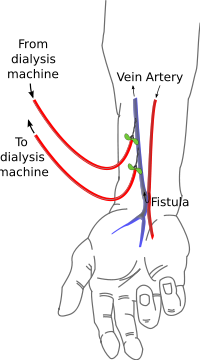 From
dialysis
machine
Vein Artery
To
dialysis
machine
Fistula